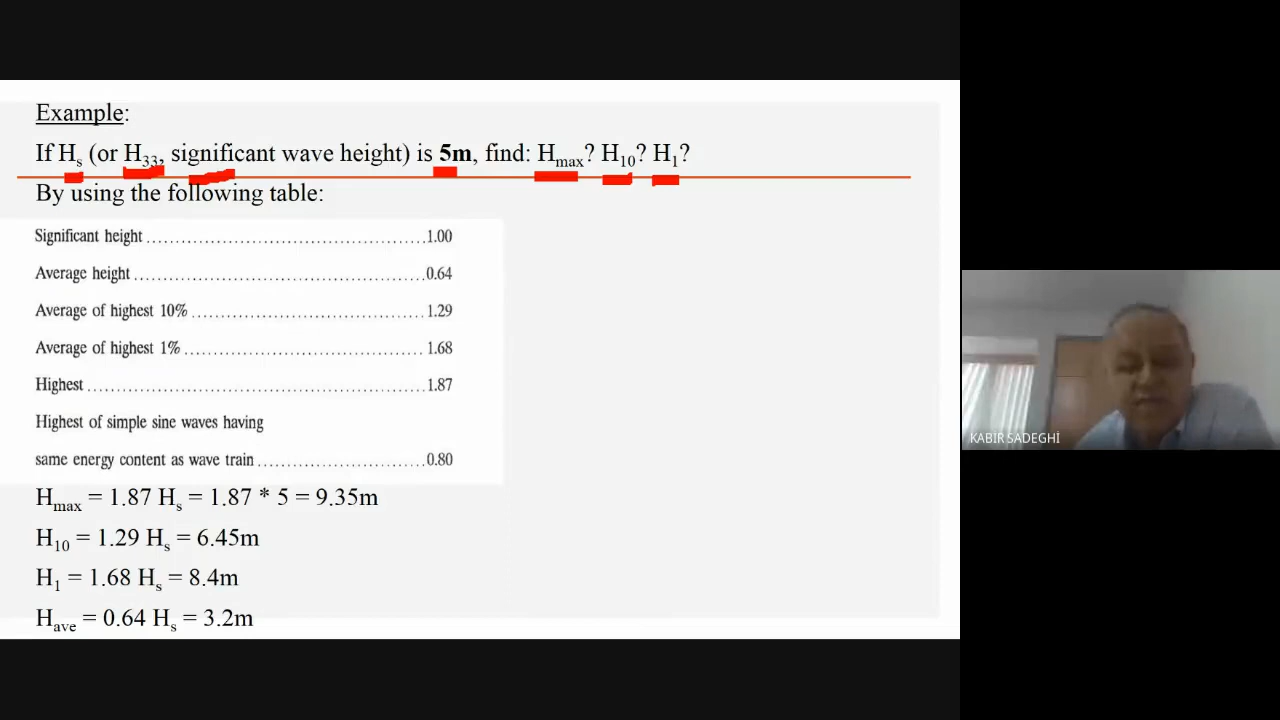 Example:
If Hs (or H33, significant wave height) is 5m, find: Hmax? H10? H1?
By using the following table:
Significant height ........................................................ 1.00
Average height ........................................................ 0.64
Average of highest 10% ........................................................ 1.29
Average of highest 1% ........................................................ 1.68
Highest ........................................................ 1.87
Highest of simple sine waves having
same energy content as wave train ........................................ 0.80
Hmax = 1.87 Hs = 1.87 * 5 = 9.35m
H10 = 1.29 Hs = 6.45m
H1 = 1.68 Hs = 8.4m
Have = 0.64 Hs = 3.2m
KABİR SADEGHİ